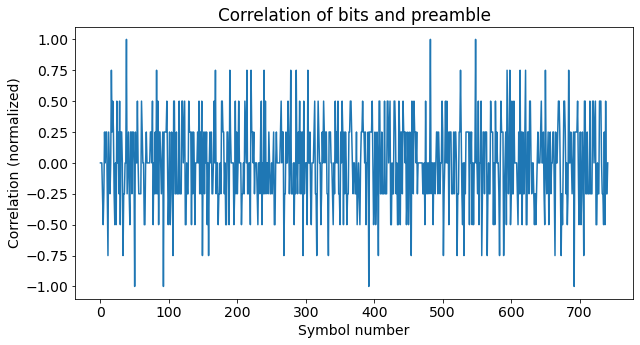 Correlation of bits and preamble
Correlation (normalized)
1.00
0.75
0.50
0.25
0.00
−0.25
−0.50
−0.75
−1.00
0 100 200 300 400 500 600 700
Symbol number